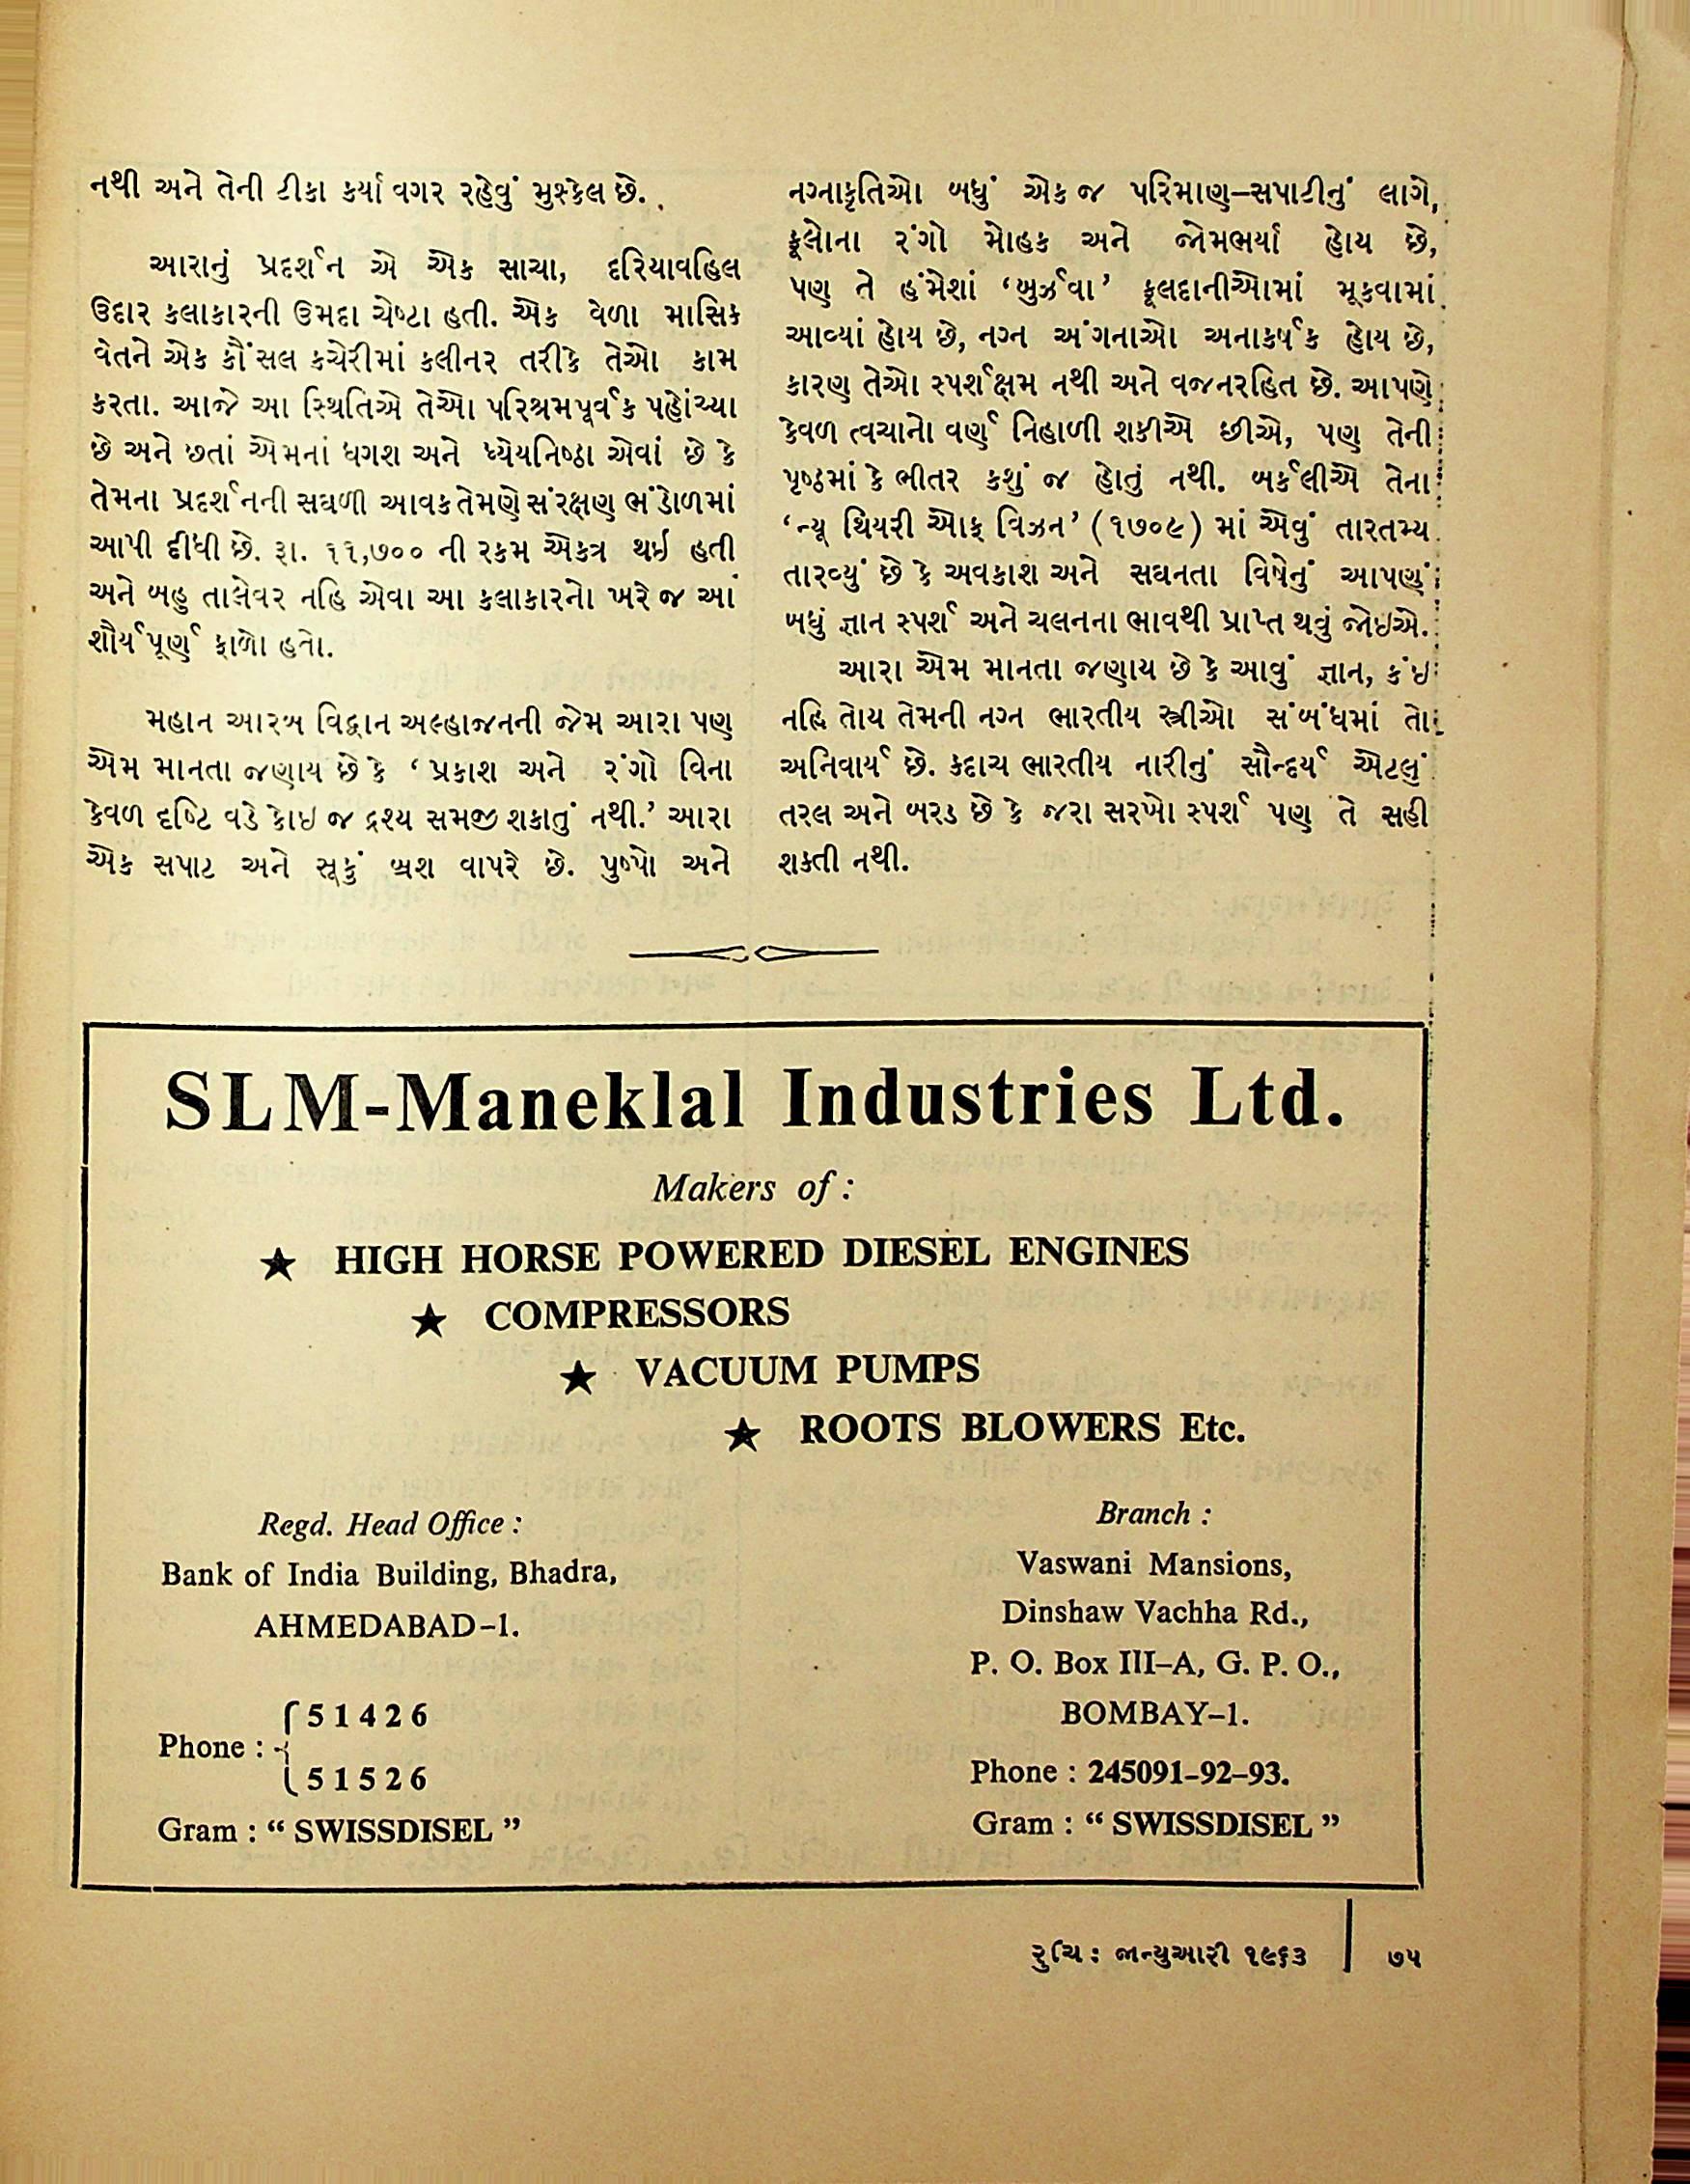 નથી અને તેની ટીકા કર્યા વગર રહેવું મુશ્કેલ છે.
આરાનું પ્રદર્શન એ એક સાચા, દરિયાવદિલ
ઉદાર કલાકારની ઉમદા ચેષ્ટા હતી. એક વેળા માસિક
વેતને એક કૌંસલ કચેરીમાં કલીનર તરીકે તેઓ કામ
કરતા. આજે આ સ્થિતિએ તેઓ પરિશ્રમપૂર્વક પહોંચ્યા
છે અને છતાં એમનાં ધગશ અને ધ્યેયનિષ્ઠા એવાં છે કે
તેમના પ્રદર્શનની સઘળી આવક તેમણે સંરક્ષણ ભંડોળમાં
આપી દીધી છે. રૂા. ૧૧,૭૦૦ ની રકમ એકત્ર થઇ હતી
અને બહુ તાલેવર નહિ એવા આ કલાકારનો ખરે જ આ
શૌર્યપૂર્ણ ફાળો હતો.
મહાન આરબ વિદ્વાન અલ્હાજનની જેમ આરા પણ
એમ માનતા જણાય છે કે ‘પ્રકાશ અને રંગો વિના
કેવળ દૃષ્ટિ વડે કોઇ જ દ્રશ્ય સમજી શકાતું નથી.’ આરા
એક સપાટ અને સૂકું બ્રશ વાપરે છે. પુષ્પો અને
નગ્નાકૃતિઓ બધું એક જ પરિમાણ–સપાટીનું લાગે,
ફૂલોના રંગો મોહક અને જોમભર્યા હોય છે,
પણ તે હંમેશાં ‘બુર્ઝવા’ ફૂલદાનીઓમાં મૂકવામાં
આવ્યાં હોય છે, નગ્ન અંગનાઓ અનાકર્ષક હોય છે,
કારણ તેઓ સ્પર્શક્ષમ નથી અને વજનરહિત છે. આપણે
કેવળ ત્વચાનો વર્ણ નિહાળી શકીએ છીએ, પણ તેની
પૃષ્ઠમાં કે ભીતર કશું જ હોતું નથી. બર્કલીએ તેના
‘ન્યૂ થિયરી ઓફ વિઝન’ (૧૭૦૯) માં એવું તારતમ્ય
તારવ્યું છે કે અવકાશ અને સઘનતા વિષેનું આપણું
બધું જ્ઞાન સ્પર્શ અને ચલનના ભાવથી પ્રાપ્ત થવું જોઇએ.
આરા એમ માનતા જણાય છે કે આવું જ્ઞાન, કંઇ
નહિ તોય તેમની નગ્ન ભારતીય સ્ત્રીઓ સંબંધમાં તો
અનિવાર્ય છે. કદાચ ભારતીય નારીનું સૌન્દર્ય એટલું
તરલ અને બરડ છે કે જરા સરખો સ્પર્શ પણ તે સહી
શક્તી નથી.
SLM-Maneklal Industries Ltd.
Makers of :
★ HIGH HORSE POWERED DIESEL ENGINES
★ COMPRESSORS
★ VACUUM PUMPS
★ ROOTS BLOWERS Etc.
Regd. Head Office :
Bank of India Building, Bhadra,
AHMEDABAD–1.
Phone : { 51426
51526
Gram : “ SWISSDISEL ”
Branch :
Vaswani Mansions,
Dinshaw Vachha Rd.,
P. O. Box III–A, G. P. O.,
BOMBAY–1.
Phone : 245091–92–93.
Gram : “ SWISSDISEL ”
રુચિ : જાન્યુઆરી ૧૯૬૩ | ૭૫